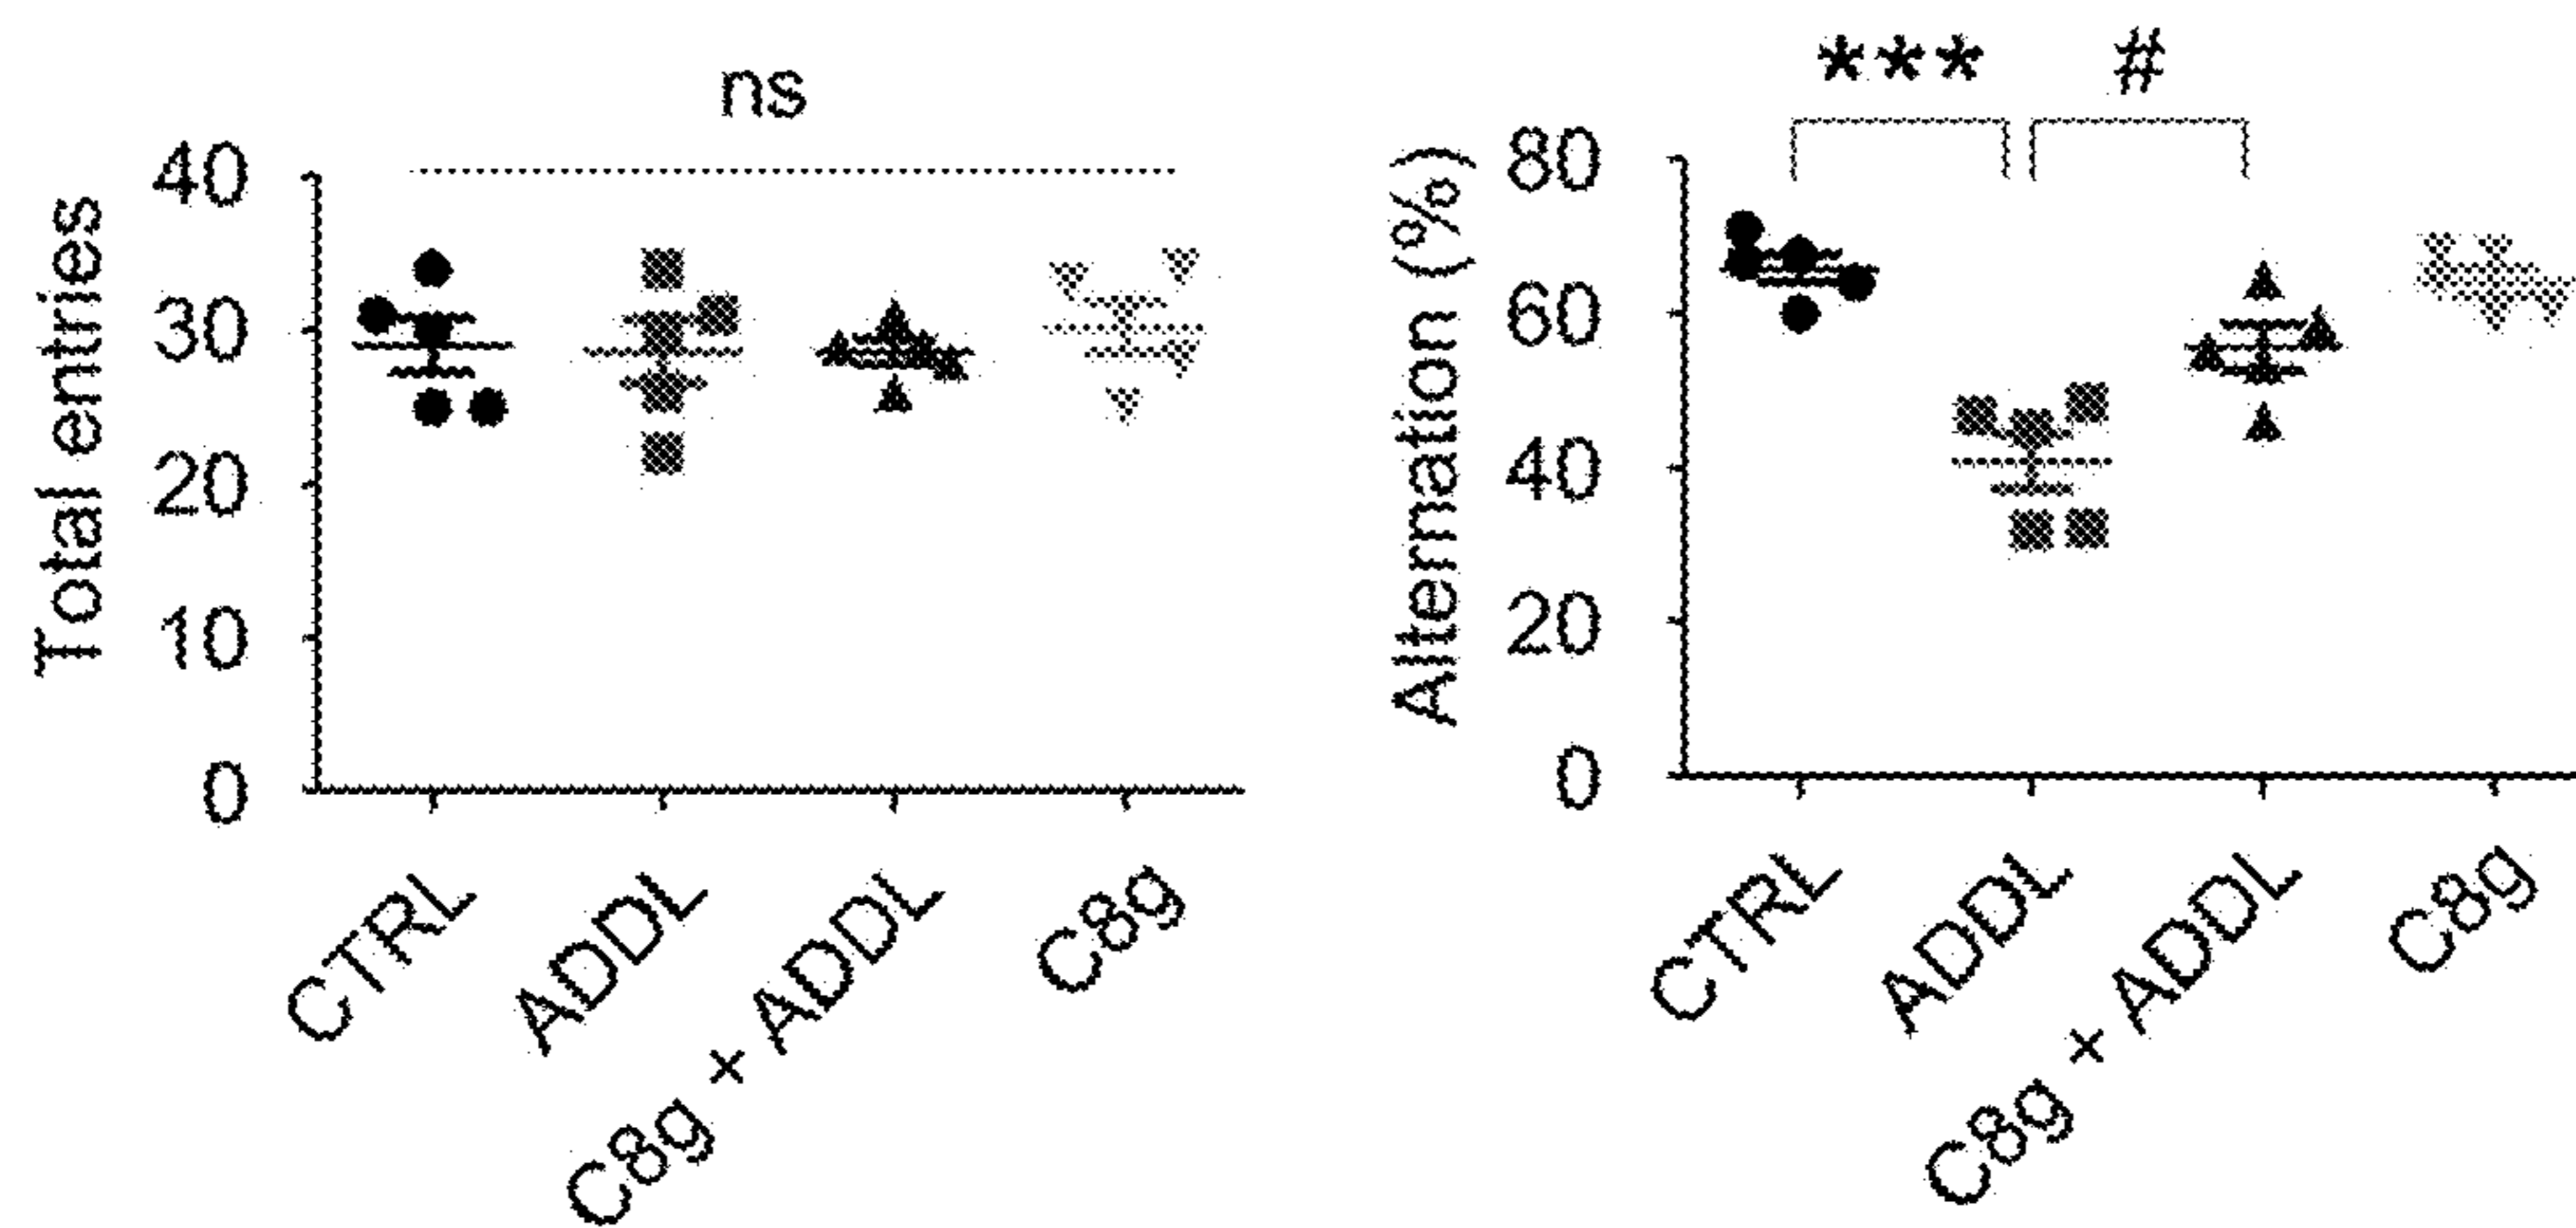 ns
Total entries
40
30
20
10
0
CTRL
ADDL
C8g + ADDL
C8g
*** #
Alternation (%)
80
60
40
20
0
CTRL
ADDL
C8g + ADDL
C8g